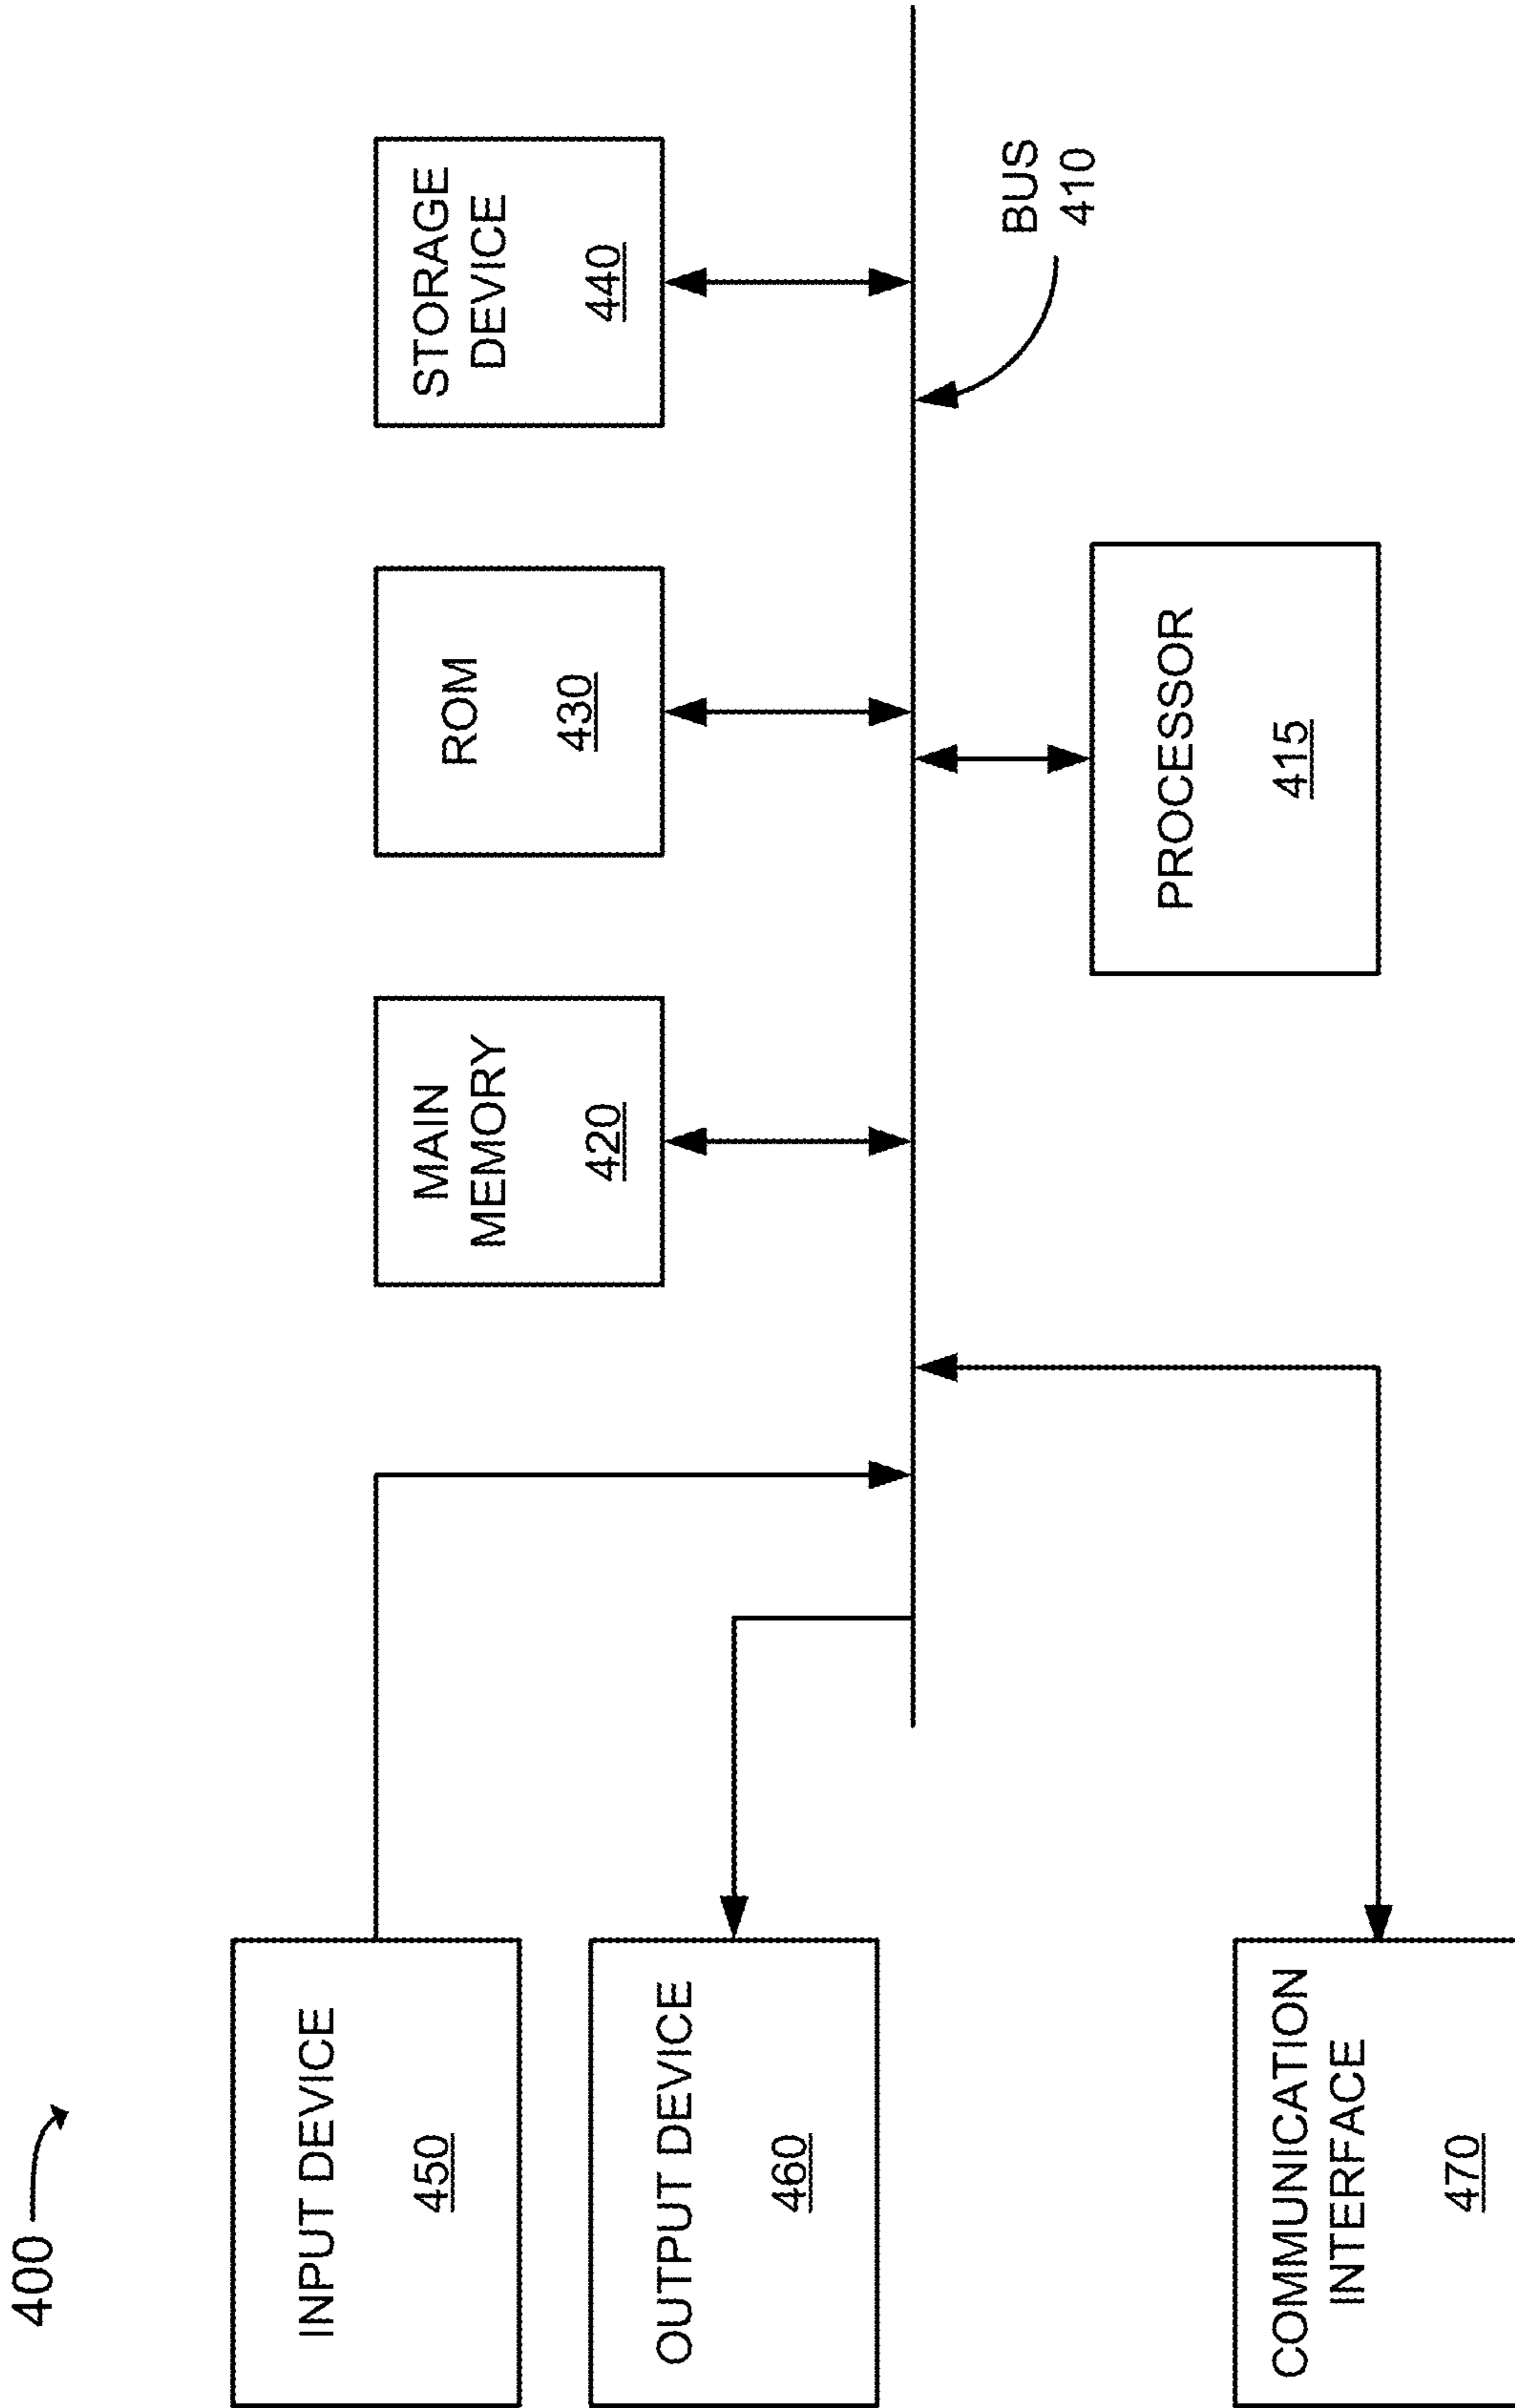 400
INPUT DEVICE
450
OUTPUT DEVICE
460
COMMUNICATION
INTERFACE
470
MAIN
MEMORY
420
ROM
430
STORAGE
DEVICE
440
PROCESSOR
415
BUS
410